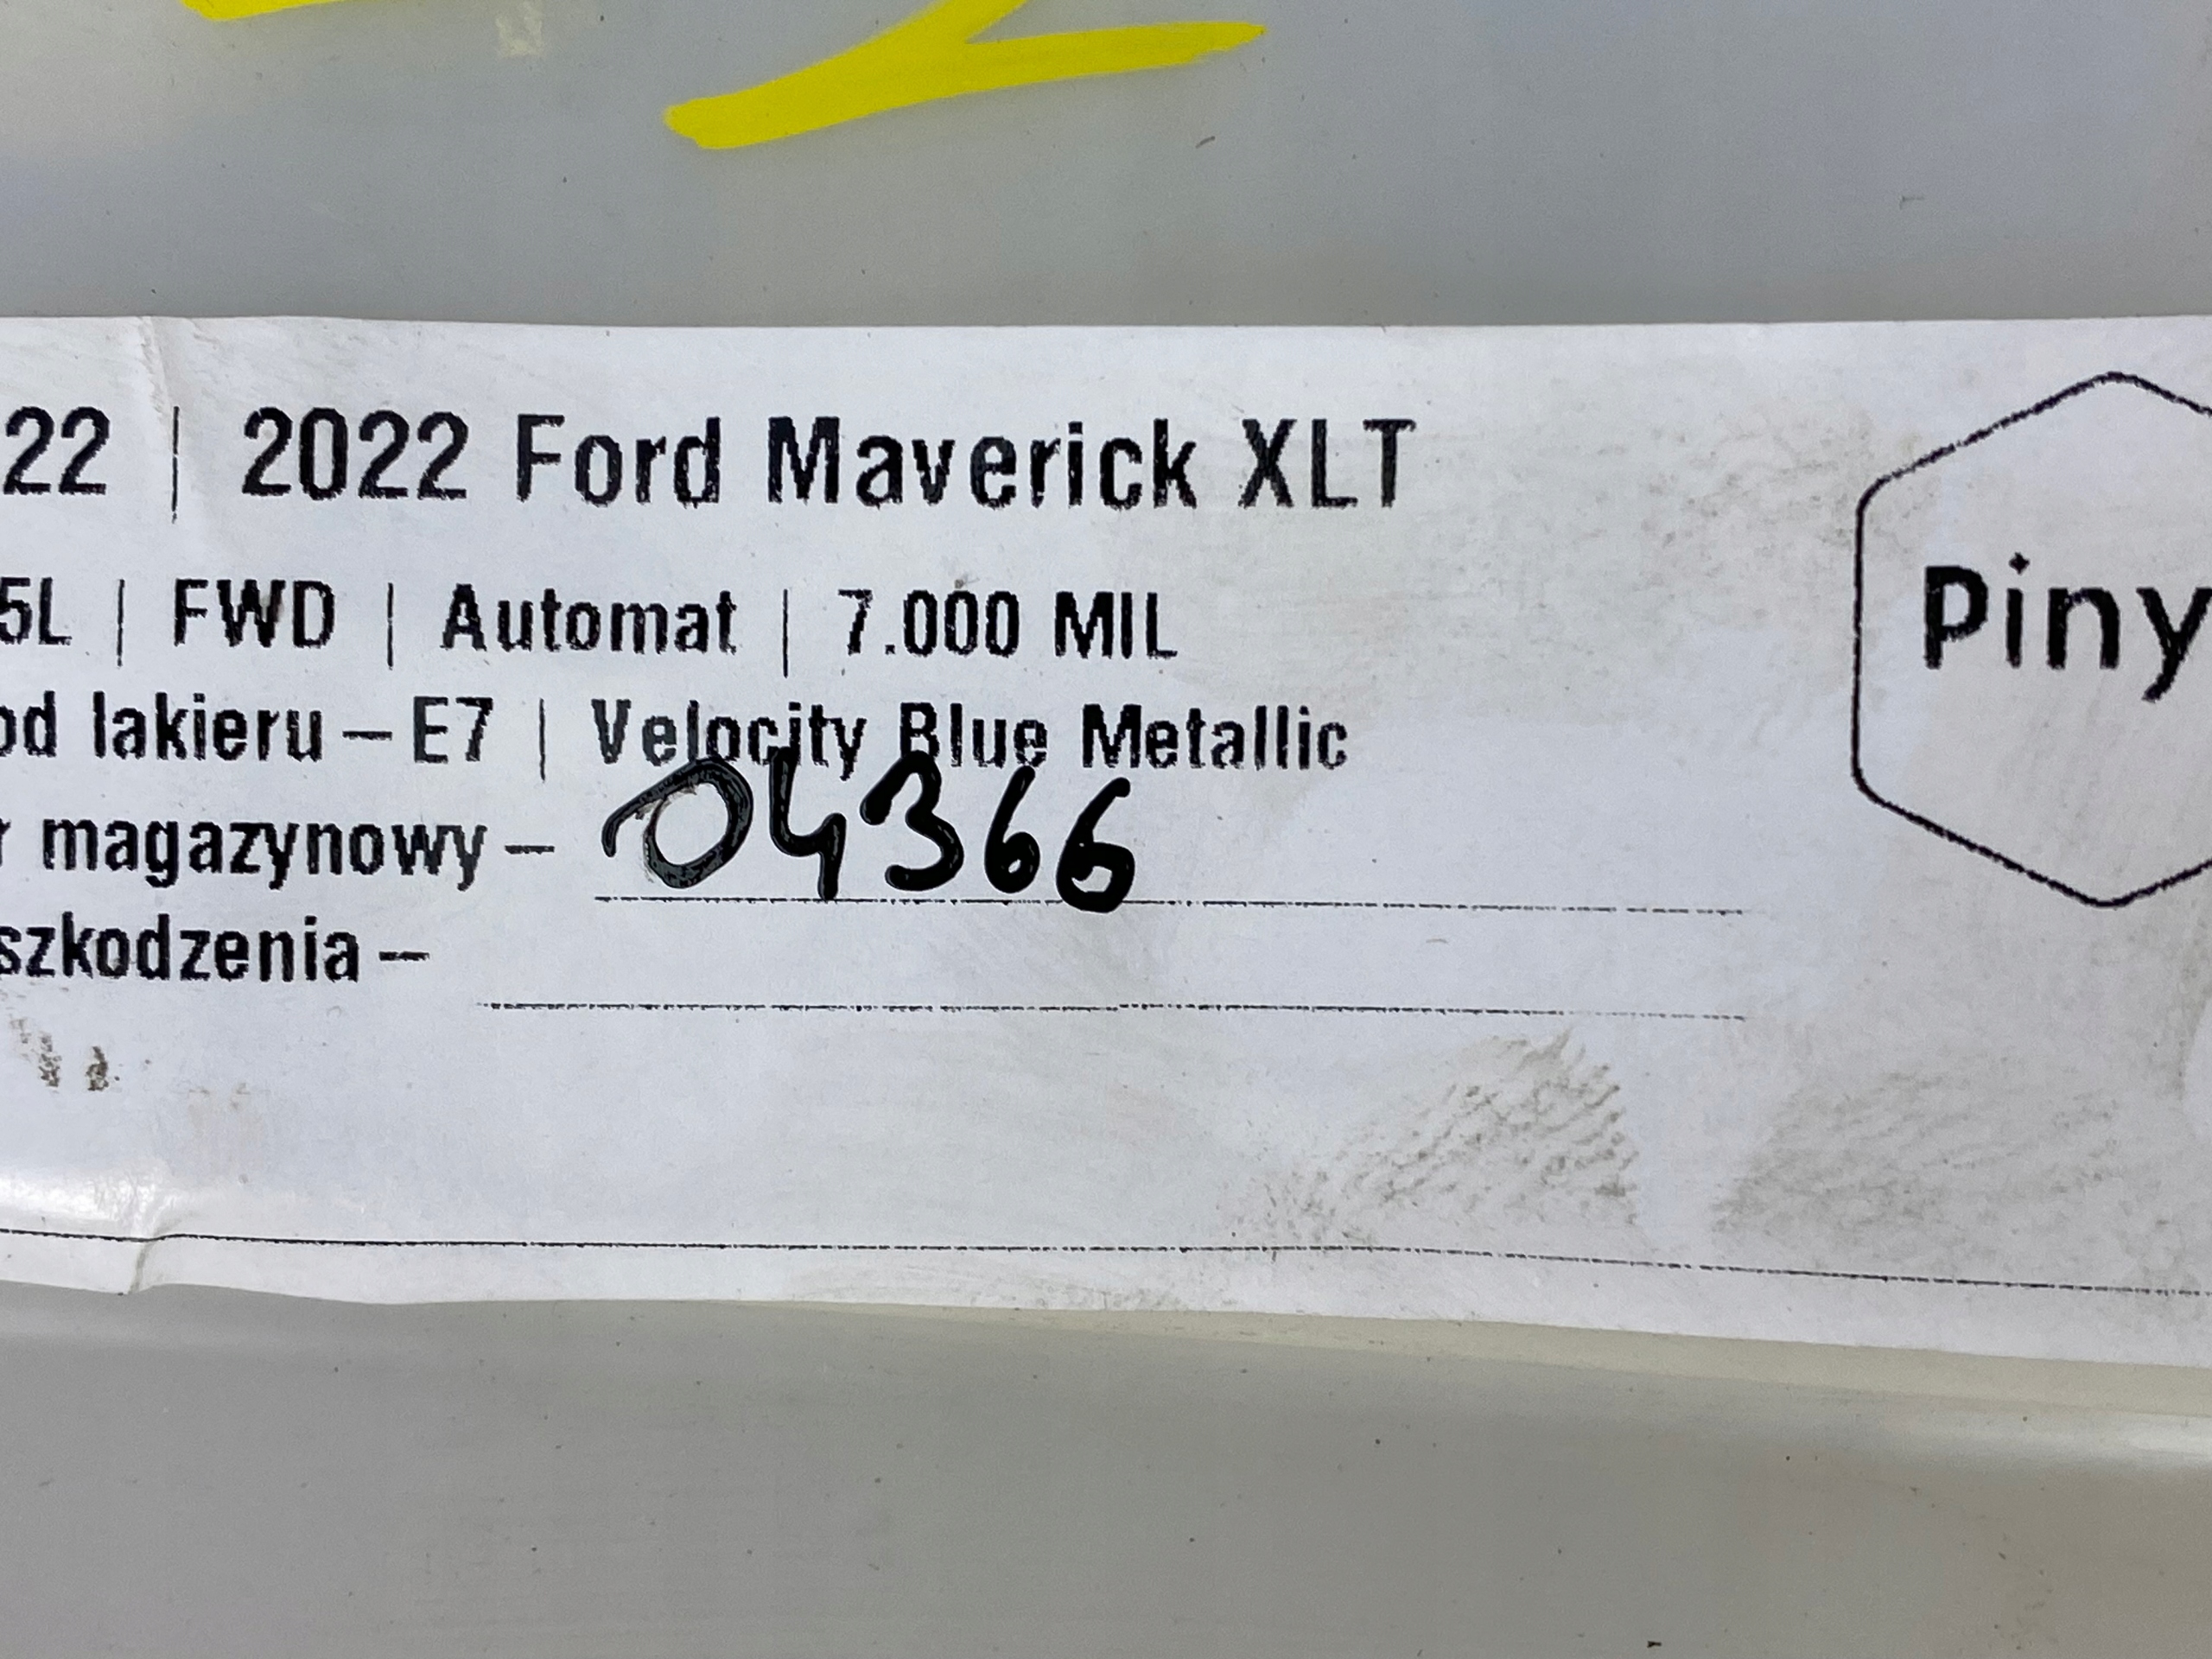 22 | 2022 Ford Maverick XLT
5L | FWD | Automat | 7.000 MIL
od lakieru – E7 | Velocity Blue Metallic
r magazynowy – 04366
szkodzenia –
Piny